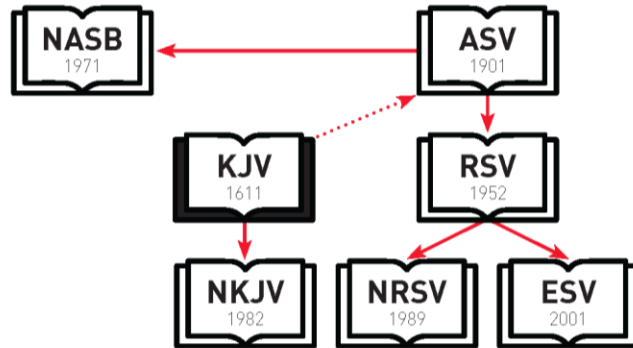 NASB
1971
ASV
1901
KJV
1611
RSV
1952
NKJV
1982
NRSV
1989
ESV
2001